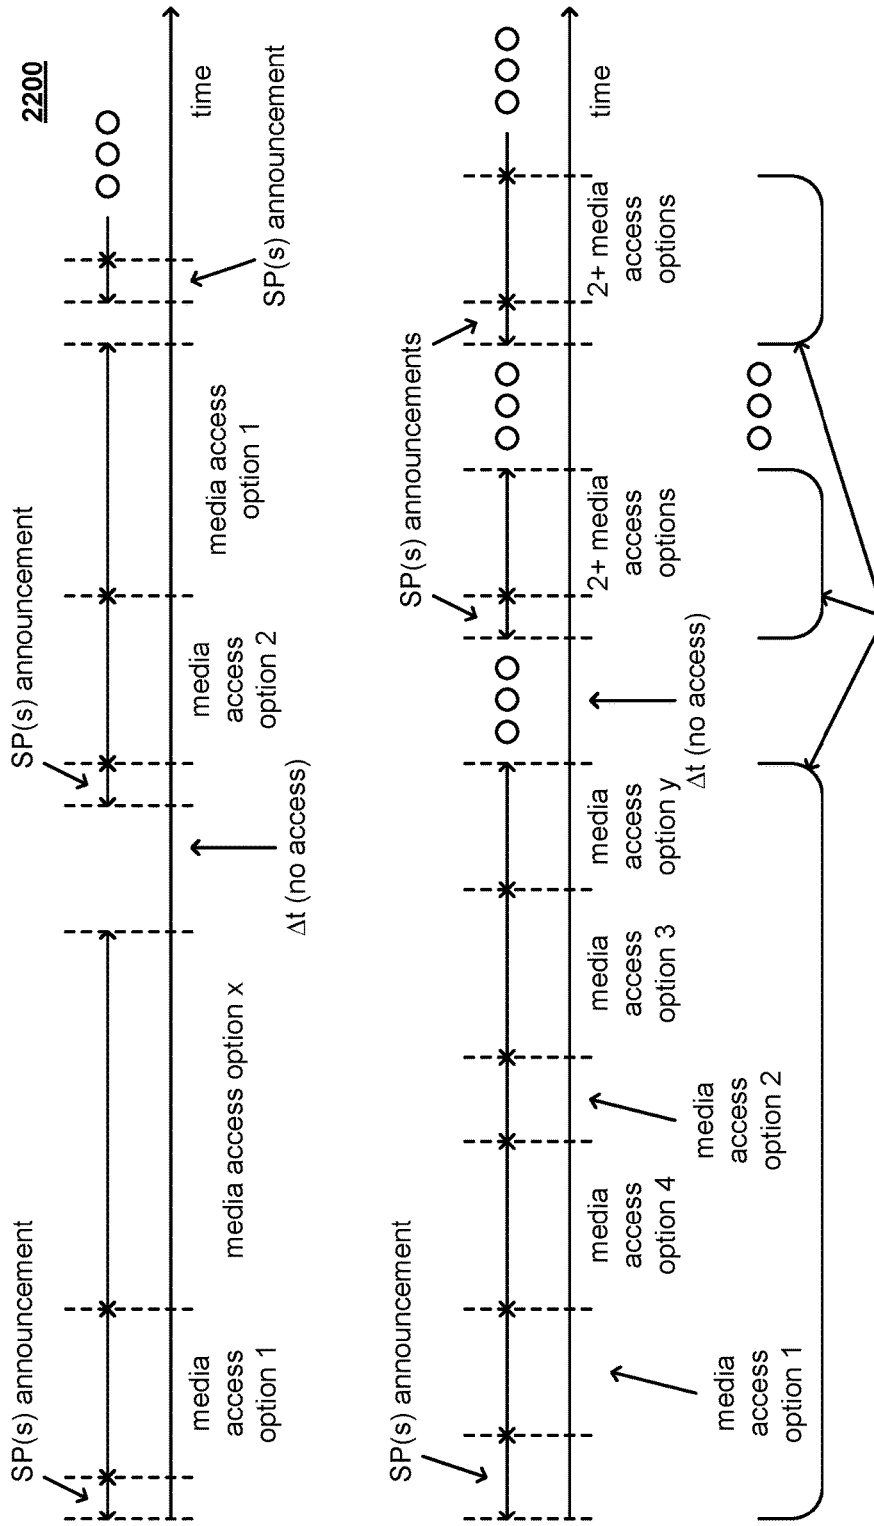 2200
SP(s) announcement
SP(s) announcement
media
access
option 1
media access option x
Δt (no access)
media
access
option 2
media access
option 1
SP(s) announcement
time
SP(s) announcement
SP(s) announcements
media
access
option 1
media
access
option 4
media
access
option 2
media
access
option 3
media
access
option y
Δt (no access)
2+ media
access
options
2+ media
access
options
time